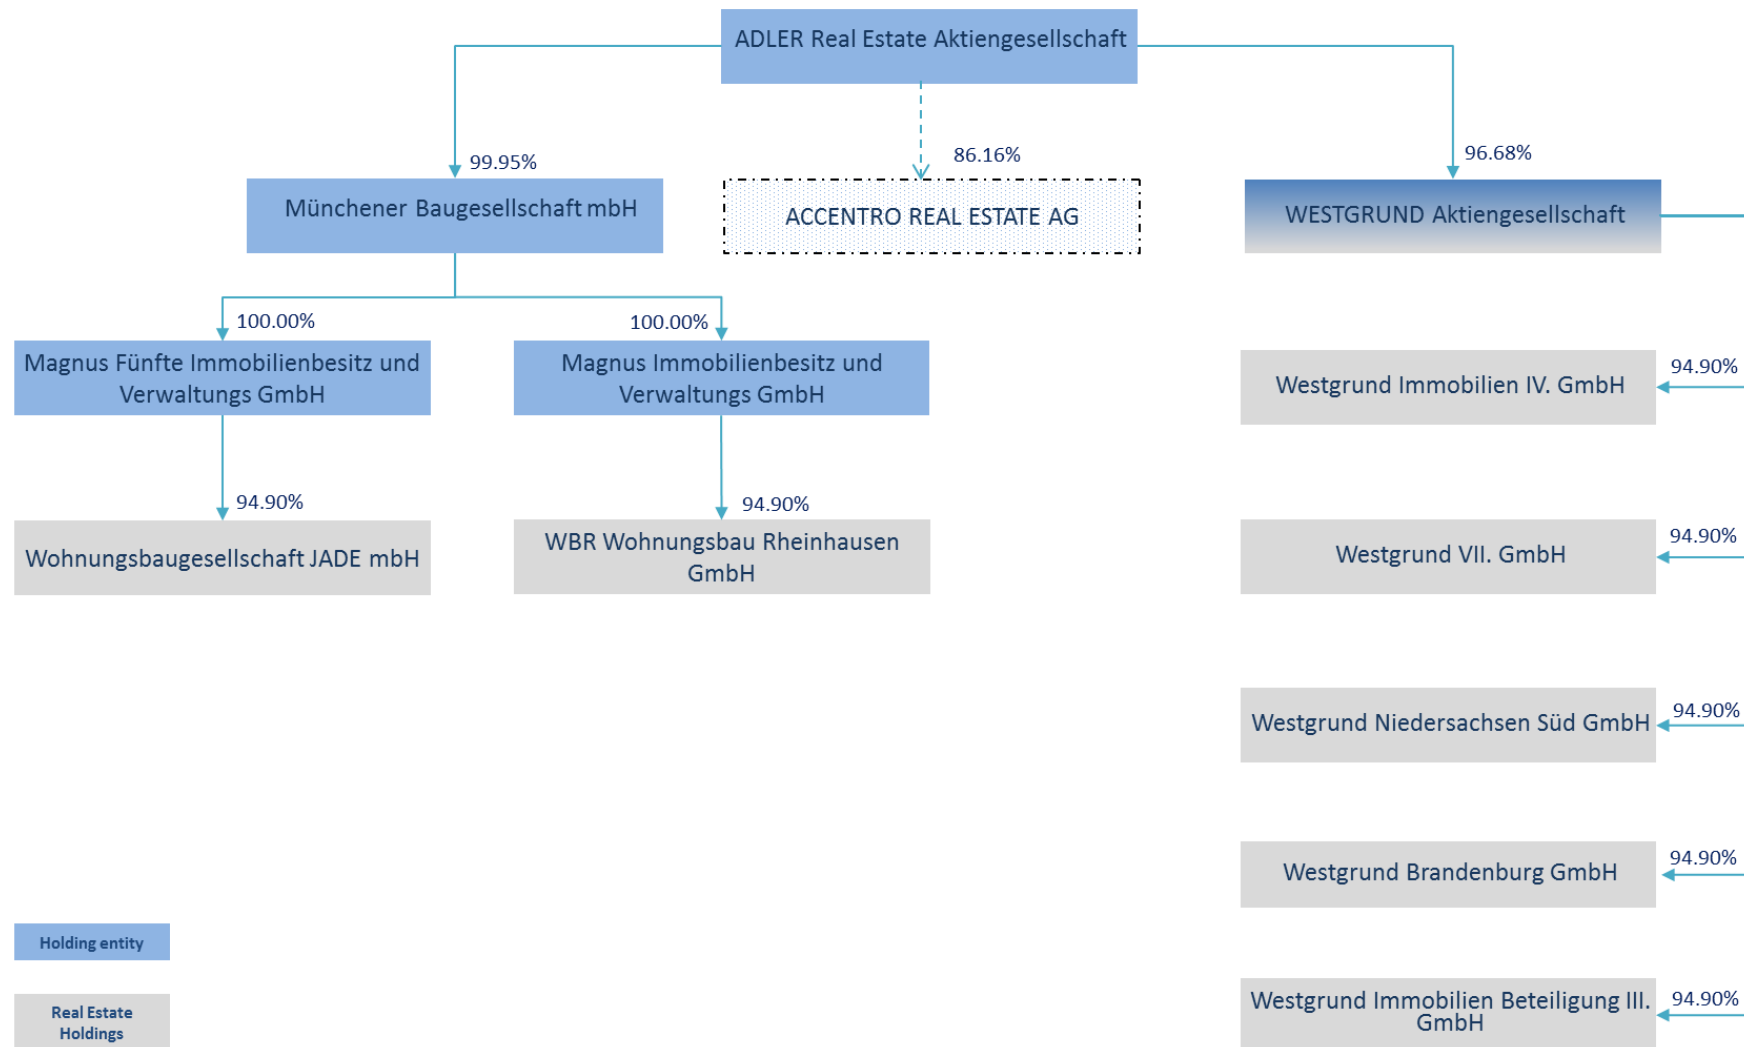 ADLER Real Estate Aktiengesellschaft
99.95%
86.16%
96.68%
Münchener Baugesellschaft mbH
ACCENTRO REAL ESTATE AG
WESTGRUND Aktiengesellschaft
100.00%
100.00%
Magnus Fünfte Immobilienbesitz und
Verwaltungs GmbH
Magnus Immobilienbesitz und
Verwaltungs GmbH
94.90%
Westgrund Immobilien IV. GmbH
94.90%
94.90%
Wohnungsbaugesellschaft JADE mbH
WBR Wohnungsbau Rheinhausen
GmbH
94.90%
Westgrund VII. GmbH
94.90%
Westgrund Niedersachsen Süd GmbH
94.90%
Westgrund Brandenburg GmbH
Holding entity
94.90%
Westgrund Immobilien Beteiligung III.
GmbH
Real Estate
Holdings